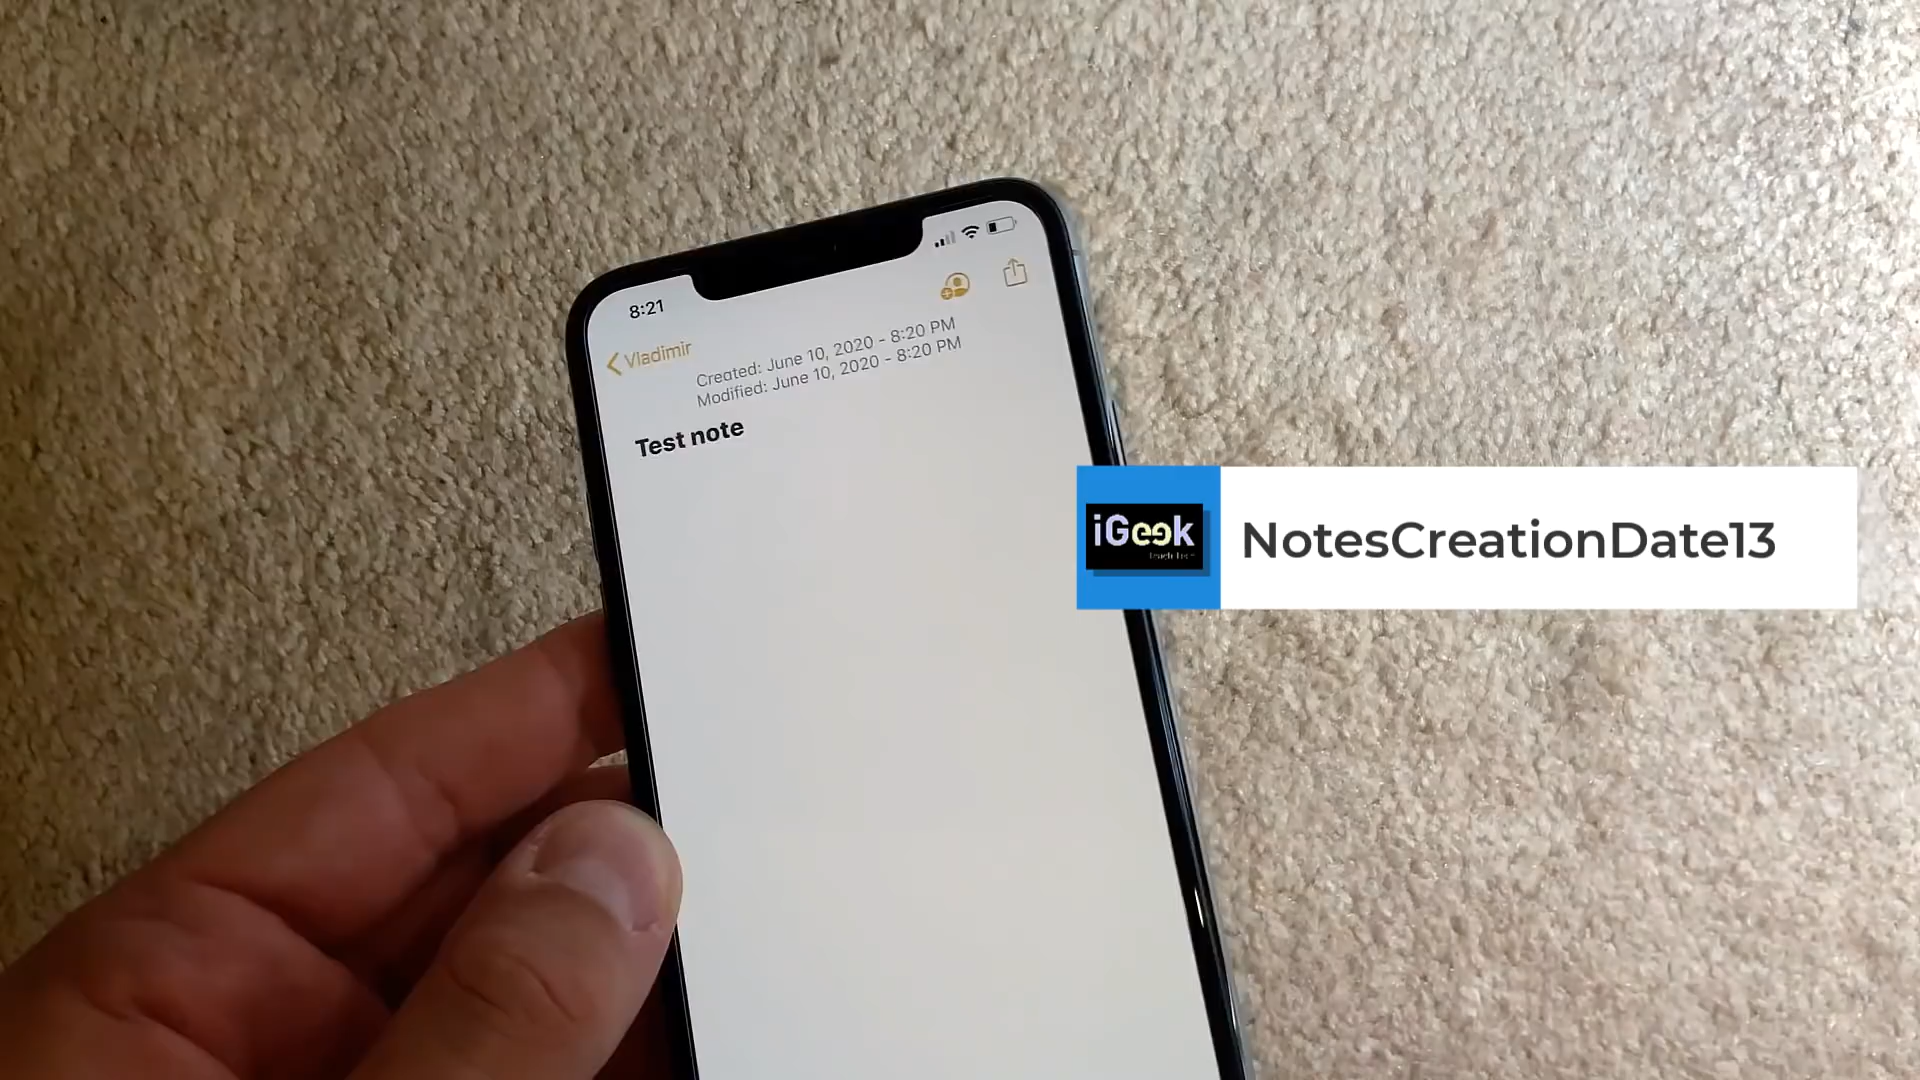 8:21
Vladimir
Created: June 10, 2020 - 8:20 PM
Modified: June 10, 2020 - 8:20 PM
Test note
iGeek
NotesCreationDate13